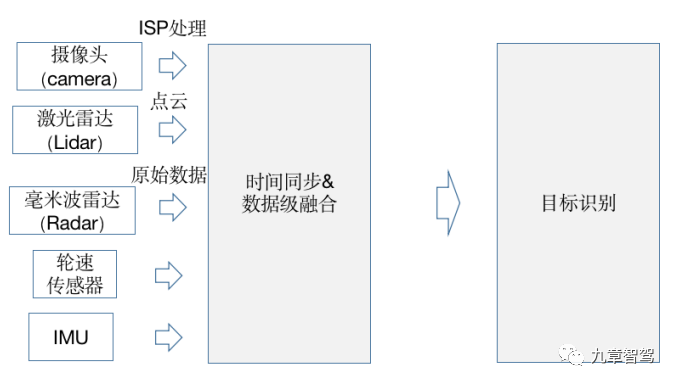 ISP处理
摄像头
(camera)
点云
激光雷达
(Lidar)
原始数据
毫米波雷达
(Radar)
轮速
传感器
IMU
时间同步&
数据级融合
目标识别
九章智驾